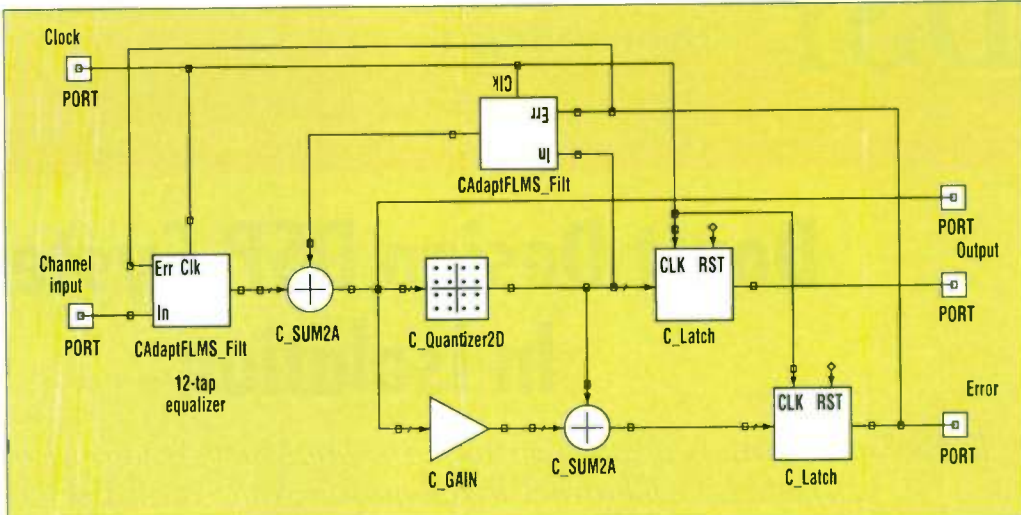 Clock
PORT
Clk
Err
In
CAdaptFLMS_Filt
PORT
Output
Channel
input
Err Clk
In
PORT
CAdaptFLMS_Filt
12-tap
equalizer
C_SUM2A
C_Quantizer2D
CLK RST
C_Latch
PORT
C_GAIN
C_SUM2A
CLK RST
C_Latch
Error
PORT